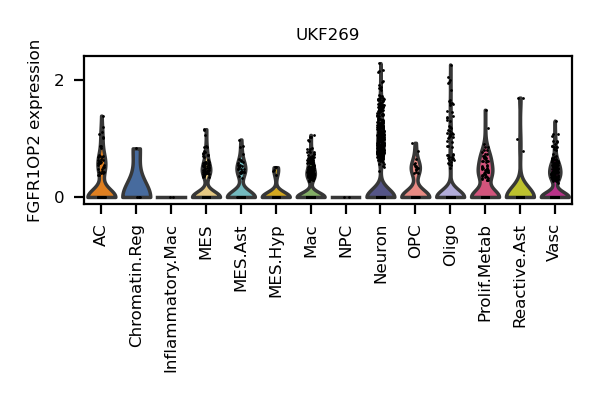 UKF269
FGFR1OP2 expression
2
0
AC
Chromatin.Reg
Inflammatory.Mac
MES
MES.Ast
MES.Hyp
Mac
NPC
Neuron
OPC
Oligo
Prolif.Metab
Reactive.Ast
Vasc